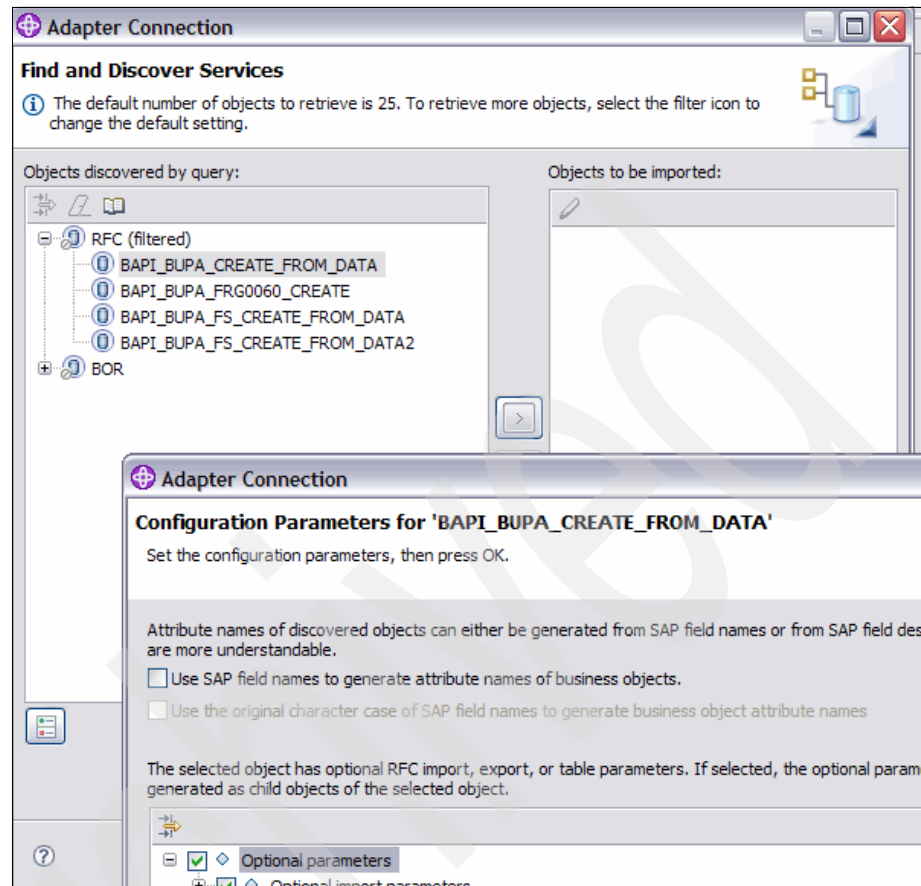 Adapter Connection
Find and Discover Services
The default number of objects to retrieve is 25. To retrieve more objects, select the filter icon to
change the default setting.
Objects discovered by query:
Objects to be imported:
RFC (filtered)
BAPI_BUPA_CREATE_FROM_DATA
BAPI_BUPA_FRG0060_CREATE
BAPI_BUPA_FS_CREATE_FROM_DATA
BAPI_BUPA_FS_CREATE_FROM_DATA2
BOR
Adapter Connection
Configuration Parameters for 'BAPI_BUPA_CREATE_FROM_DATA'
Set the configuration parameters, then press OK.
Attribute names of discovered objects can either be generated from SAP field names or from SAP field des
are more understandable.
Use SAP field names to generate attribute names of business objects.
Use the original character case of SAP field names to generate business object attribute names
The selected object has optional RFC import, export, or table parameters. If selected, the optional param
generated as child objects of the selected object.
Optional parameters
Optional import parameters